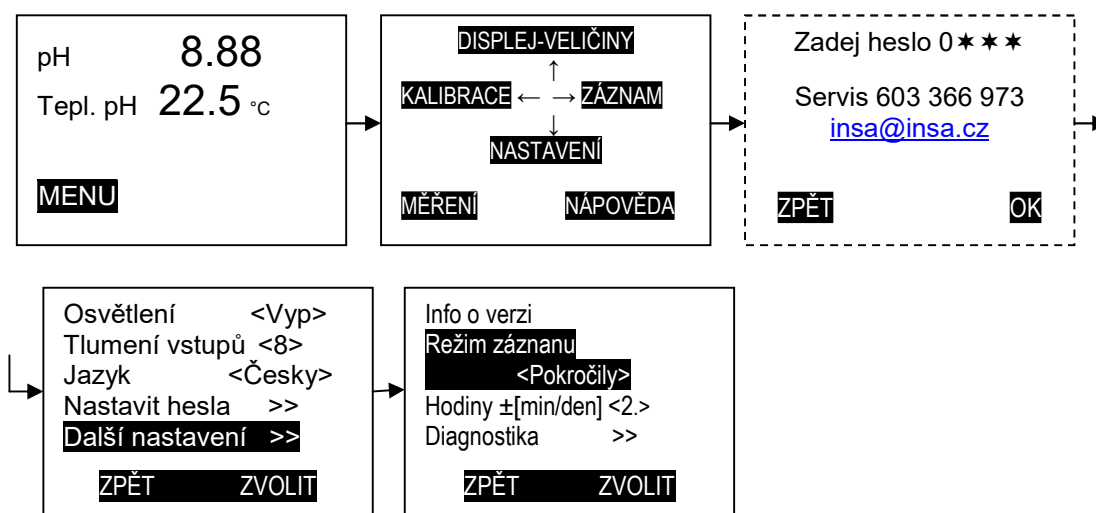 pH 8.88
Tepl. pH 22.5 °C
MENU
DISPLEJ-VELIČINY
↑
KALIBRACE ← → ZÁZNAM
↓
NASTAVENÍ
MĚŘENÍ NÁPOVĚDA
Zadej heslo 0✶✶✶
Servis 603 366 973
insa@insa.cz
ZPĚT OK
Osvětlení <Vyp>
Tlumení vstupů <8>
Jazyk <Česky>
Nastavit hesla >>
Další nastavení >>
ZPĚT ZVOLIT
Info o verzi
Režim záznanu
<Pokročily>
Hodiny ±[min/den] <2.>
Diagnostika >>
ZPĚT ZVOLIT